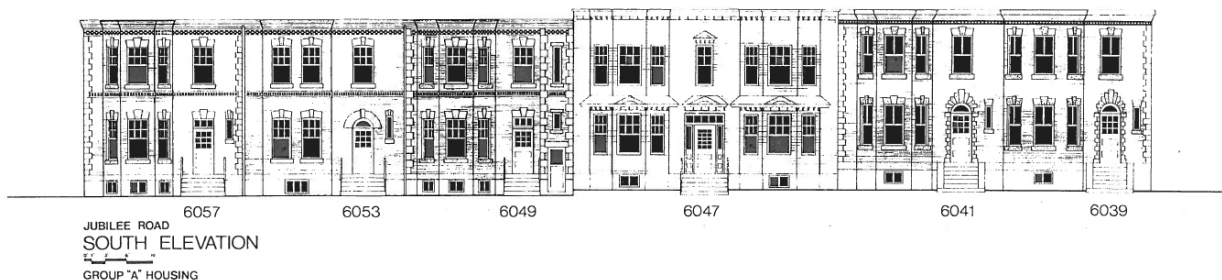 6057 6053 6049 6047 6041 6039
JUBILEE ROAD
SOUTH ELEVATION
GROUP "A" HOUSING